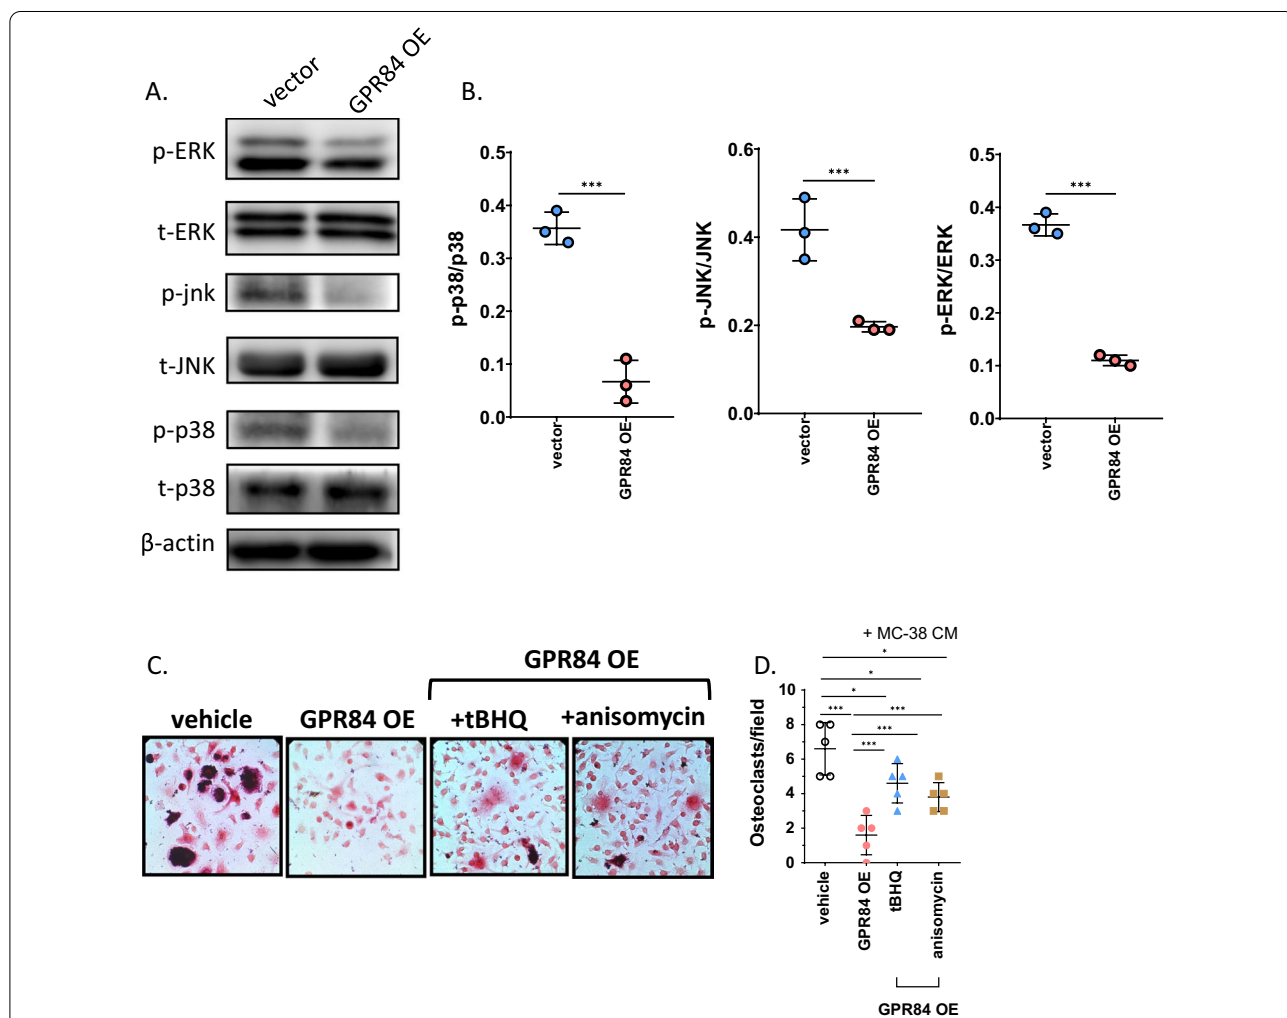 A.
vector
GPR84 OE
p-ERK
t-ERK
p-jnk
t-JNK
p-p38
t-p38
β-actin
B.
p-p38/p38
0.5
0.4
0.3
0.2
0.1
0.0
***
vector
GPR84 OE
p-JNK/JNK
0.6
0.4
0.2
0.0
***
vector
GPR84 OE
p-ERK/ERK
0.5
0.4
0.3
0.2
0.1
0.0
***
vector
GPR84 OE
C.
GPR84 OE
vehicle
GPR84 OE
+tBHQ
+anisomycin
D.
+ MC-38 CM
*
*
*
***
***
***
***
Osteoclasts/field
10
8
6
4
2
0
vehicle
GPR84 OE
tBHQ
anisomycin
GPR84 OE